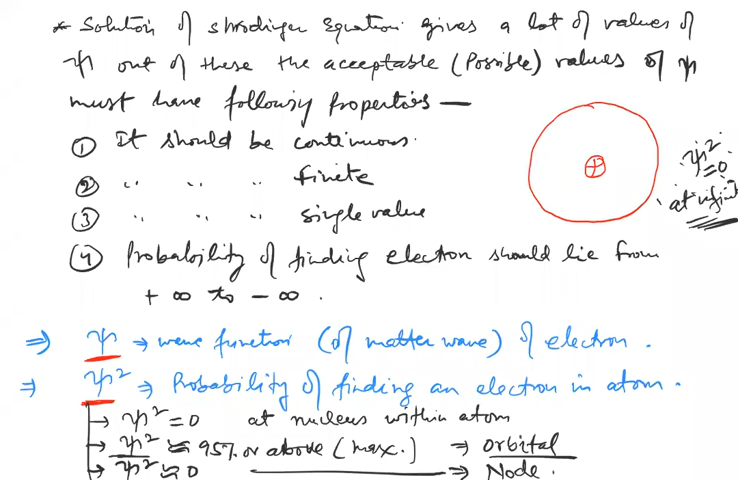 * Solution of shrodinger Equation gives a lot of values of
ψ out of these the acceptable (Possible) values of ψ
must have following properties —
① It should be continuous.
② " " " finite
③ " " " single value
④ Probability of finding electron should lie from
+ ∞ to - ∞ .
ψ²
=0
at infinite
⇒ ψ → wave function (of matter wave) of electron.
⇒ ψ² → Probability of finding an electron in atom.
→ ψ² = 0 at nucleus within atom
→ ψ² ≃ 95% or above (max.) ⇒ orbital
→ ψ² ≃ 0 ⇒ Node.